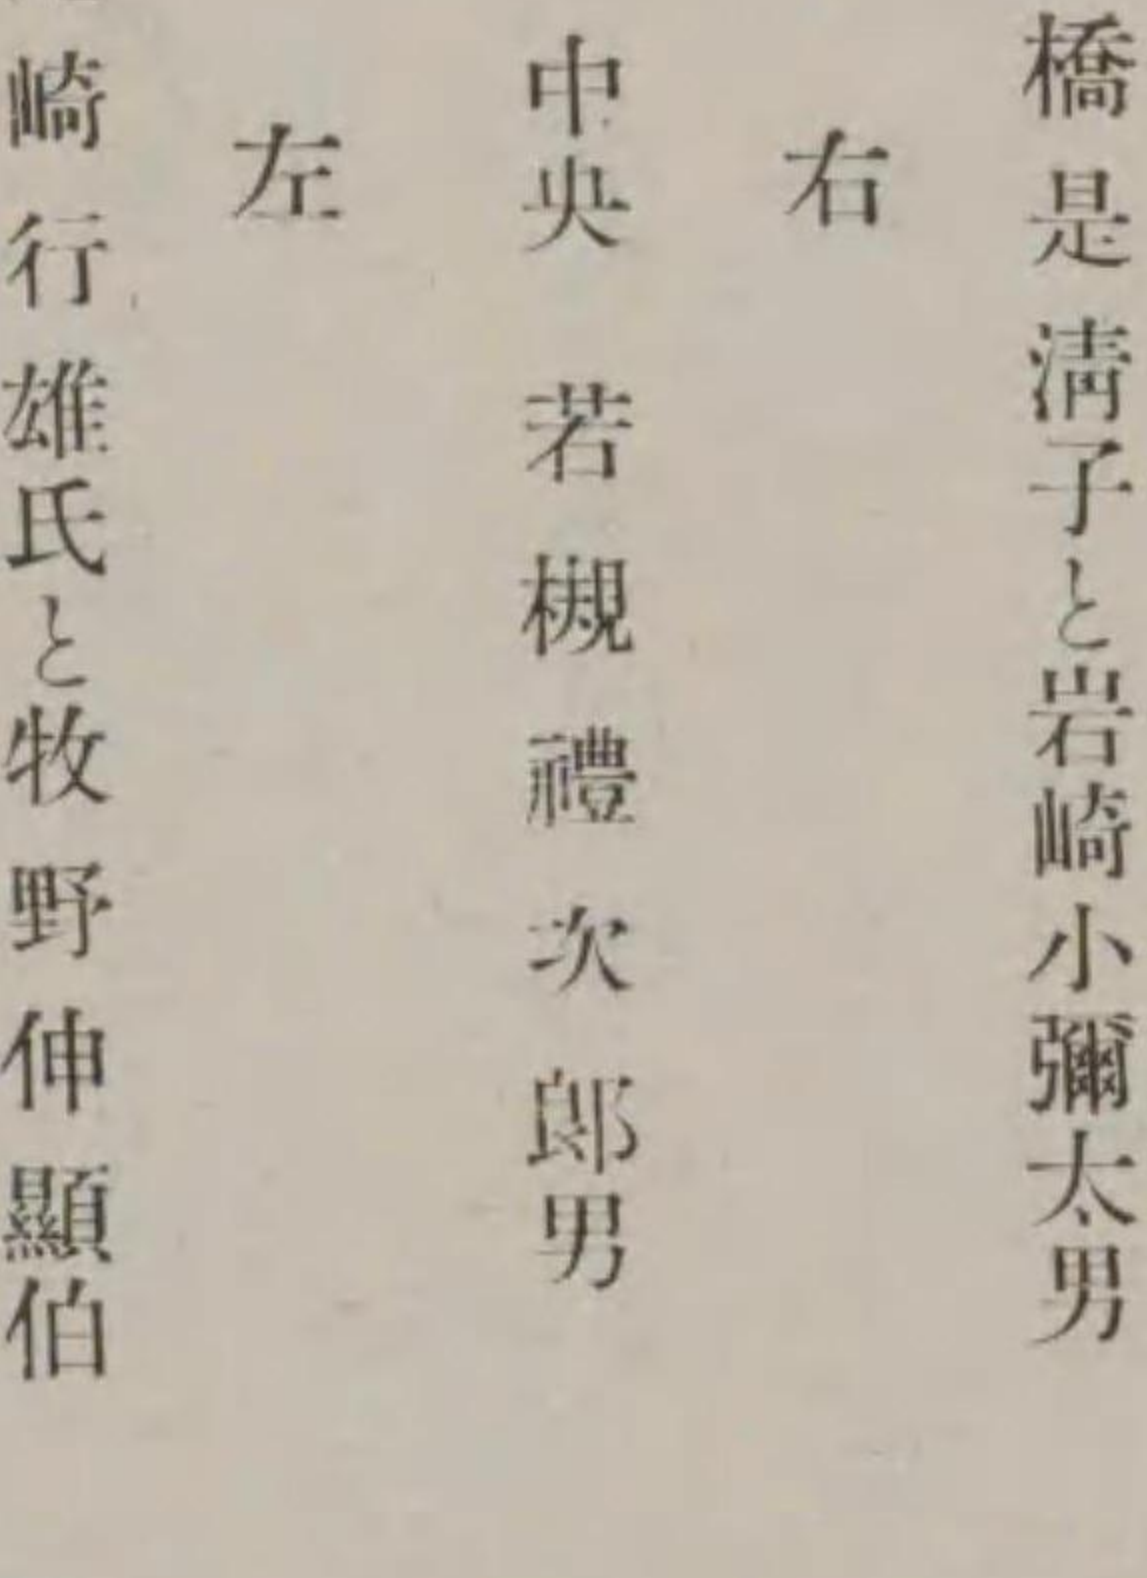 橋是淸子と岩崎小彌太男
右
中央 若槻禮次郎男
左
崎行雄氏と牧野伸顯伯